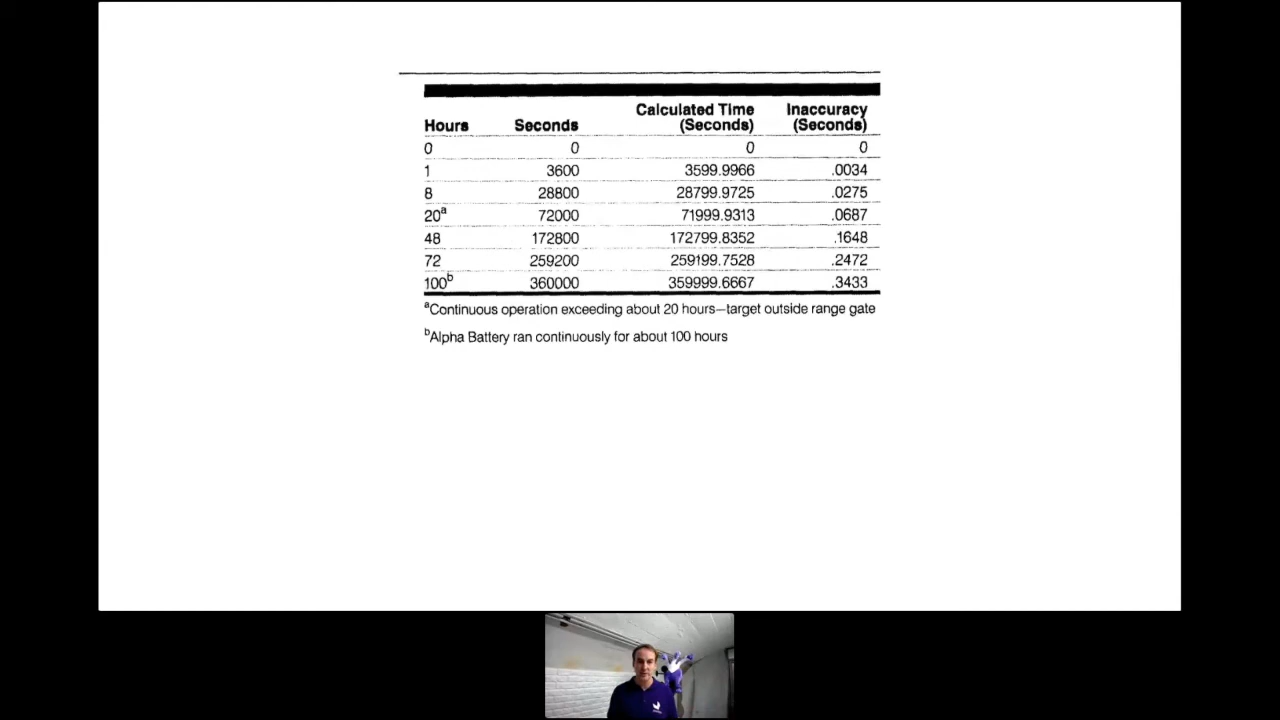 Hours Seconds Calculated Time (Seconds) Inaccuracy (Seconds)
0 0 0 0
1 3600 3599.9966 .0034
8 28800 28799.9725 .0275
20a 72000 71999.9313 .0687
48 172800 172799.8352 .1648
72 259200 259199.7528 .2472
100b 360000 359999.6667 .3433
aContinuous operation exceeding about 20 hours—target outside range gate
bAlpha Battery ran continuously for about 100 hours